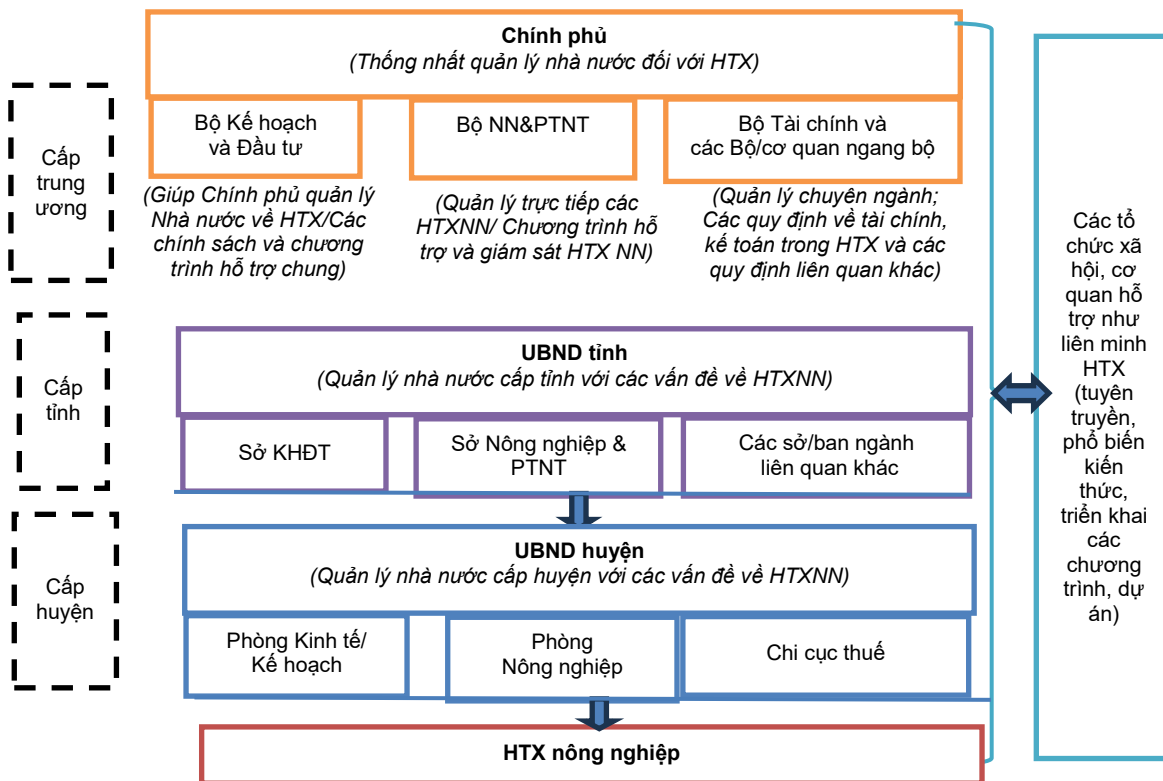 Chính phủ
(Thống nhất quản lý nhà nước đối với HTX)
Cấp
trung
ương
Bộ Kế hoạch
và Đầu tư
(Giúp Chính phủ quản lý
Nhà nước về HTX/Các
chính sách và chương
trình hỗ trợ chung)
Bộ NN&PTNT
(Quản lý trực tiếp các
HTXNN/ Chương trình hỗ
trợ và giám sát HTX NN)
Bộ Tài chính và
các Bộ/cơ quan ngang bộ
(Quản lý chuyên ngành;
Các quy định về tài chính,
kế toán trong HTX và các
quy định liên quan khác)
Cấp
tỉnh
UBND tỉnh
(Quản lý nhà nước cấp tỉnh với các vấn đề về HTXNN)
Sở KHĐT
Sở Nông nghiệp &
PTNT
Các sở/ban ngành
liên quan khác
Cấp
huyện
UBND huyện
(Quản lý nhà nước cấp huyện với các vấn đề về HTXNN)
Phòng Kinh tế/
Kế hoạch
Phòng
Nông nghiệp
Chi cục thuế
HTX nông nghiệp
Các tổ
chức xã
hội, cơ
quan hỗ
trợ như
liên minh
HTX
(tuyên
truyền,
phổ biến
kiến
thức,
triển khai
các
chương
trình, dự
án)